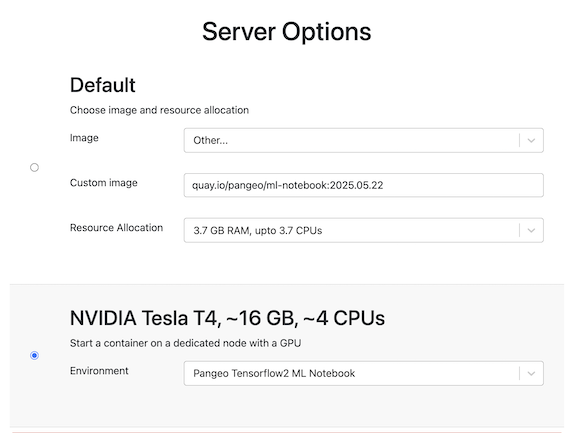 Server Options
Default
Choose image and resource allocation
Image
Other...
Custom image
quay.io/pangeo/ml-notebook:2025.05.22
Resource Allocation
3.7 GB RAM, upto 3.7 CPUs
NVIDIA Tesla T4, ~16 GB, ~4 CPUs
Start a container on a dedicated node with a GPU
Environment
Pangeo Tensorflow2 ML Notebook